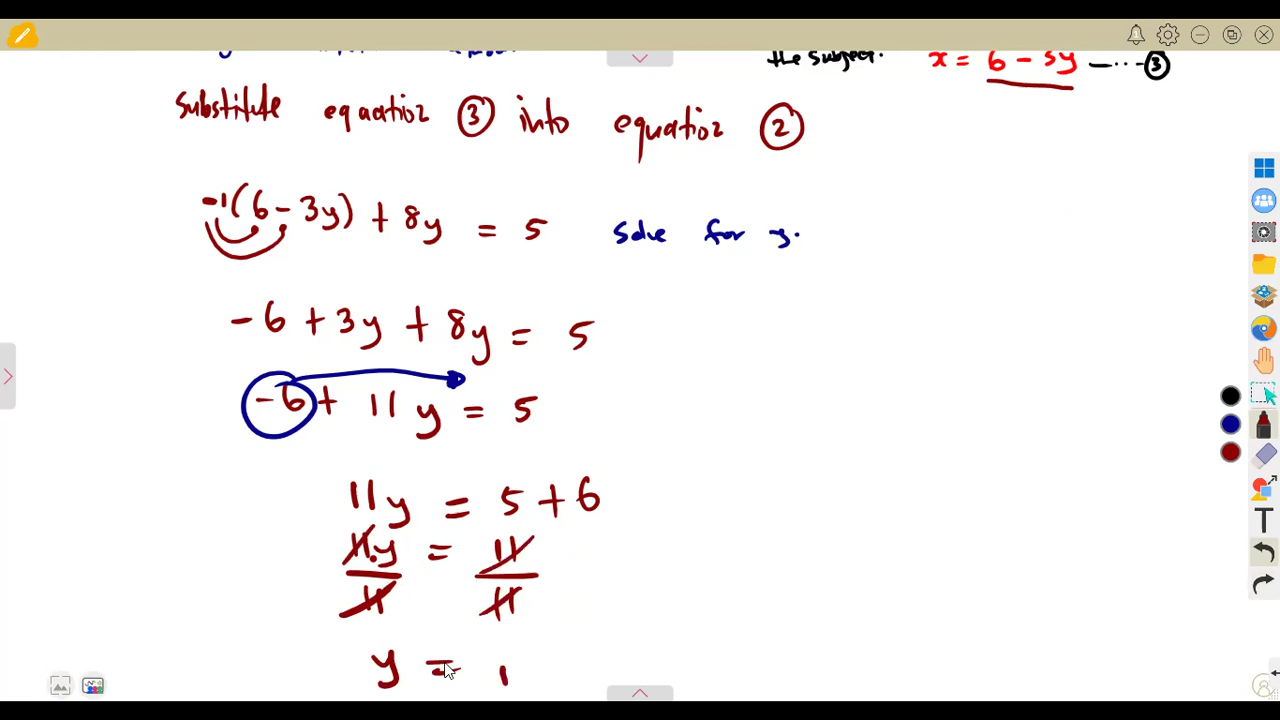 the subject. x = 6 - 3y —--- ③
substitute equation ③ into equation ②
-1(6 - 3y) + 8y = 5 solve for y.
-6 + 3y + 8y = 5
-6 + 11y = 5
11y = 5 + 6
11y/11 = 11/11
y = 1